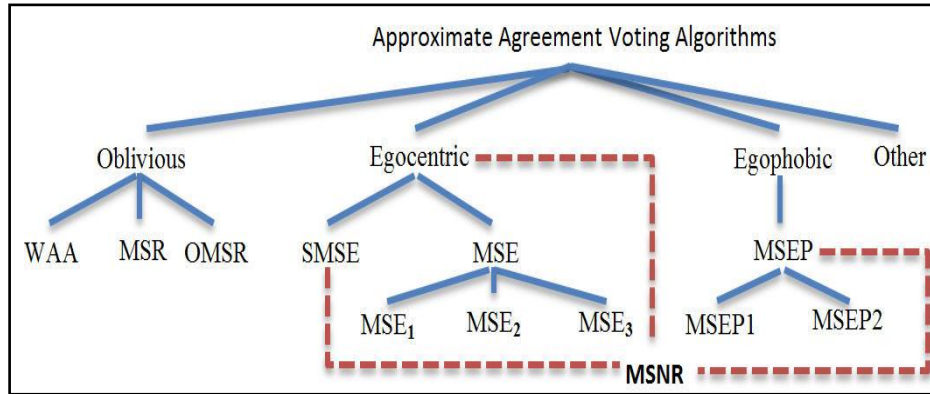 Approximate Agreement Voting Algorithms
Oblivious Egocentric Egophobic Other
WAA MSR OMSR SMSE MSE MSEP
MSE₁ MSE₂ MSE₃ MSEP1 MSEP2
MSNR